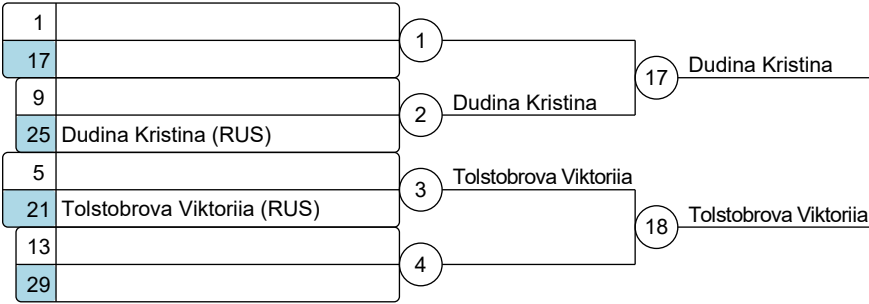 1
17
1
17 Dudina Kristina
9
2 Dudina Kristina
25 Dudina Kristina (RUS)
5
3 Tolstobrova Viktoriia
21 Tolstobrova Viktoriia (RUS)
18 Tolstobrova Viktoriia
13
4
29